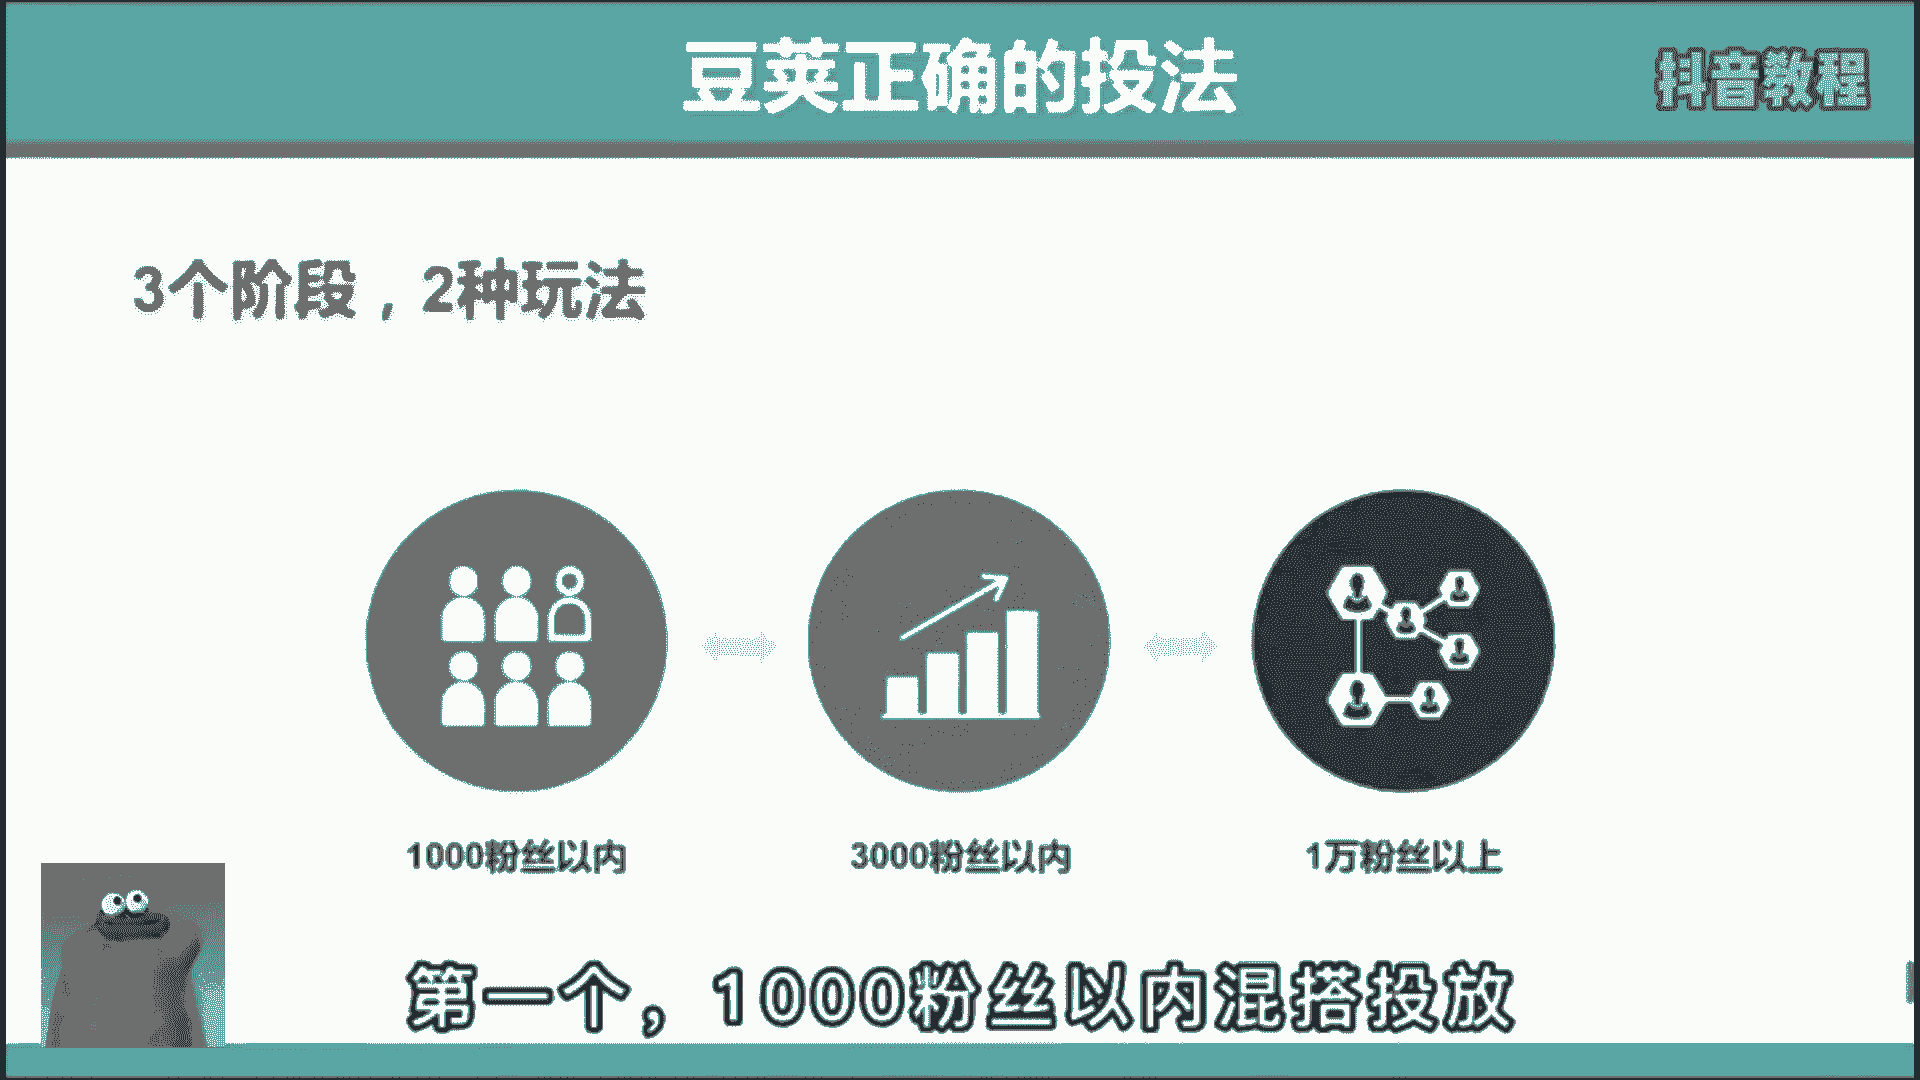 豆荚正确的投法
抖音教程
3个阶段，2种玩法
1000粉丝以内
3000粉丝以内
1万粉丝以上
第一个，1000粉丝以内混搭投放